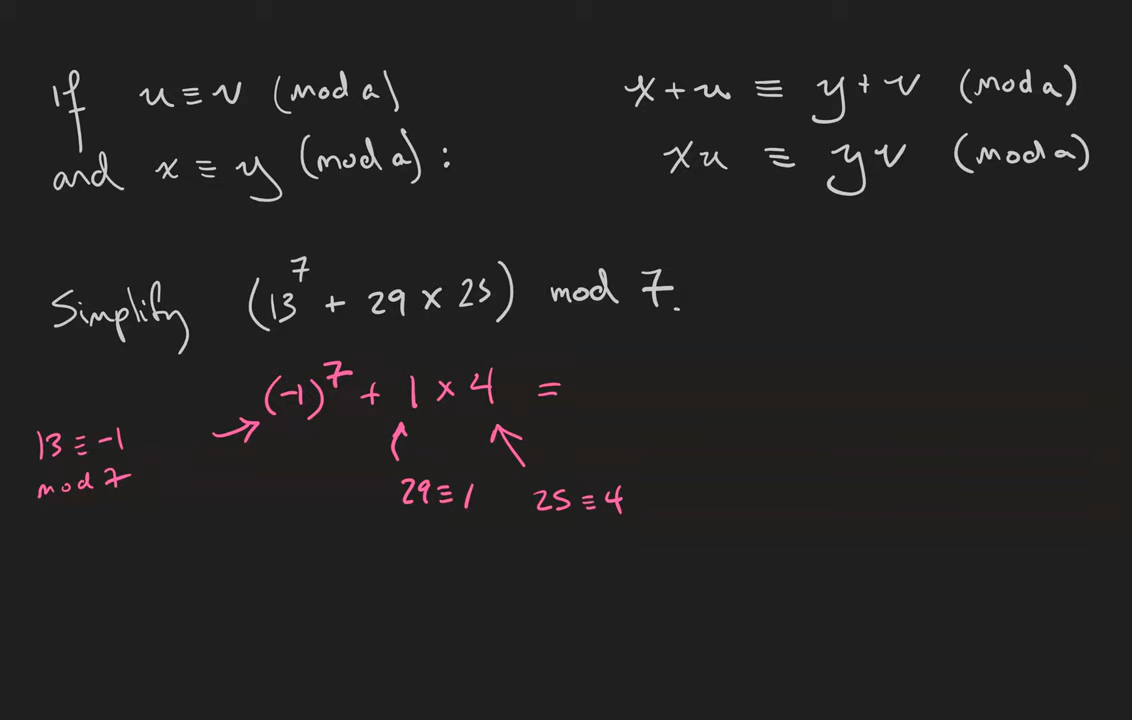 If u ≡ v (mod a)
and x ≡ y (mod a) :
x + u ≡ y + v (mod a)
xu ≡ yv (mod a)
Simplify (13^7 + 29 × 25) mod 7.
(-1)^7 + 1 × 4 =
13 ≡ -1
mod 7
29 ≡ 1
25 ≡ 4